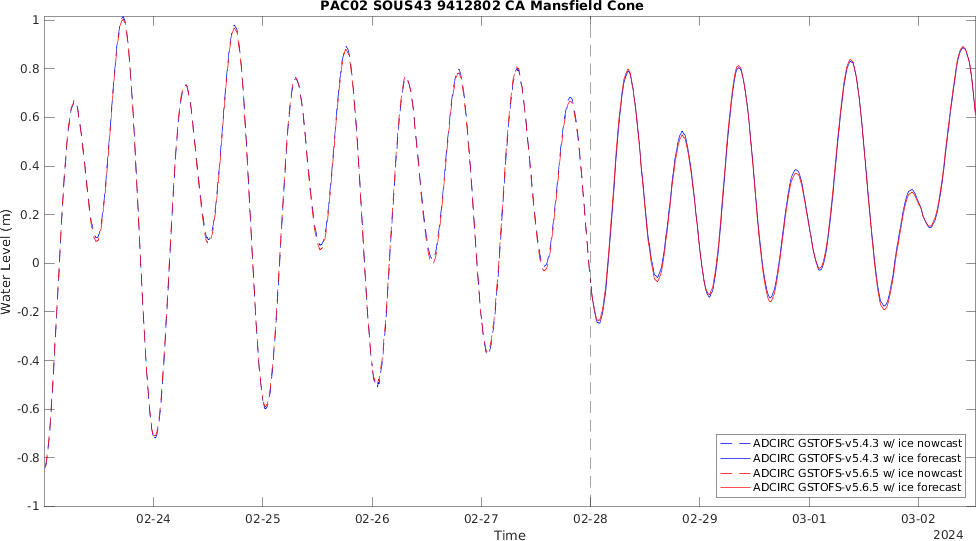 PAC02 SOUS43 9412802 CA Mansfield Cone
1
0.8
0.6
0.4
0.2
0
-0.2
-0.4
-0.6
-0.8
-1
Water Level (m)
ADCIRC GSTOFS-v5.4.3 w/ ice nowcast
ADCIRC GSTOFS-v5.4.3 w/ ice forecast
ADCIRC GSTOFS-v5.6.5 w/ ice nowcast
ADCIRC GSTOFS-v5.6.5 w/ ice forecast
02-24 02-25 02-26 02-27 02-28 02-29 03-01 03-02
Time
2024